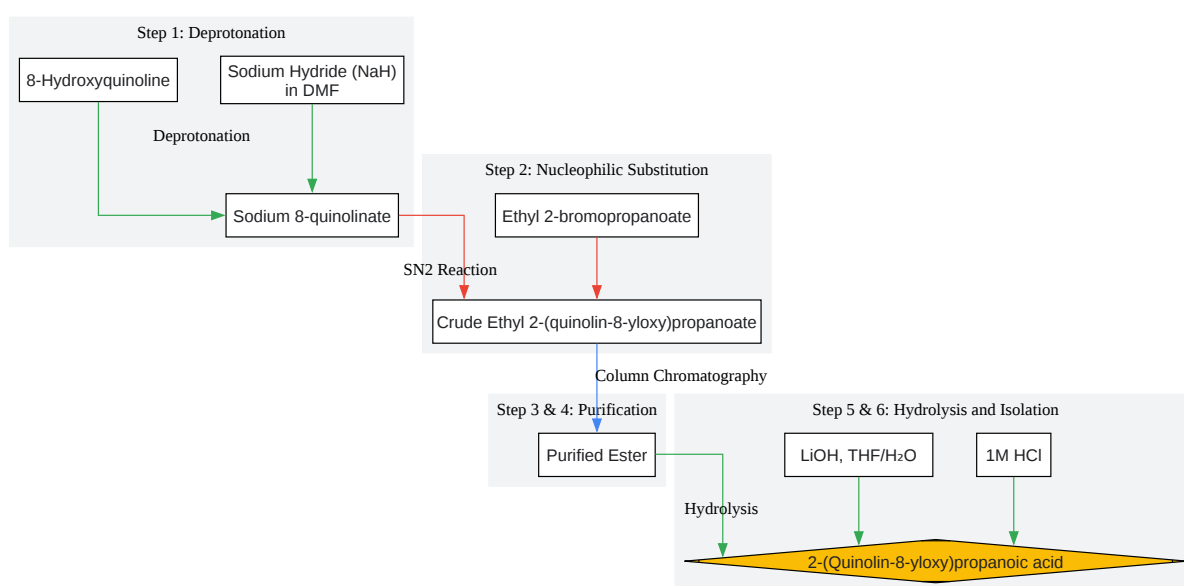 Step 1: Deprotonation
8-Hydroxyquinoline
Sodium Hydride (NaH)
in DMF
Deprotonation
Sodium 8-quinolinate
Step 2: Nucleophilic Substitution
Ethyl 2-bromopropanoate
SN2 Reaction
Crude Ethyl 2-(quinolin-8-yloxy)propanoate
Column Chromatography
Step 3 & 4: Purification
Purified Ester
Step 5 & 6: Hydrolysis and Isolation
LiOH, THF/H₂O
1M HCl
Hydrolysis
2-(Quinolin-8-yloxy)propanoic acid